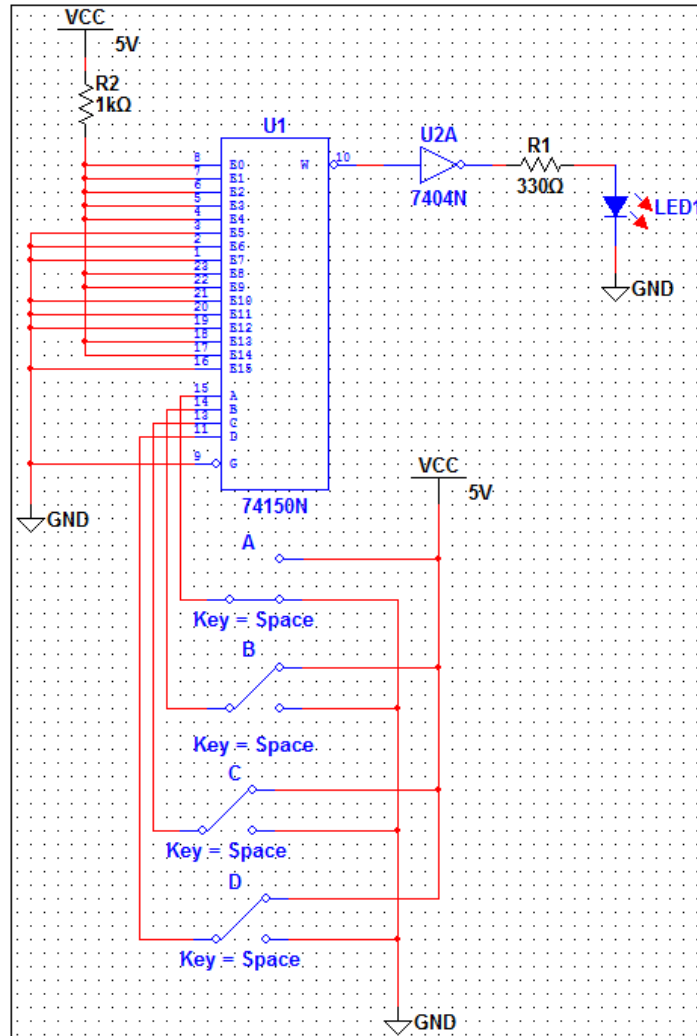 VCC
5V
R2
1kΩ
U1
8 E0 W 10
7 E1
6 E2
5 E3
4 E4
3 E5
2 E6
1 E7
23 E8
22 E9
21 E10
20 E11
19 E12
18 E13
17 E14
16 E15
15 A
14 B
13 C
11 D
9 G
74150N
U2A
7404N
R1
330Ω
LED1
GND
GND
VCC
5V
A
Key = Space
B
Key = Space
C
Key = Space
D
Key = Space
GND